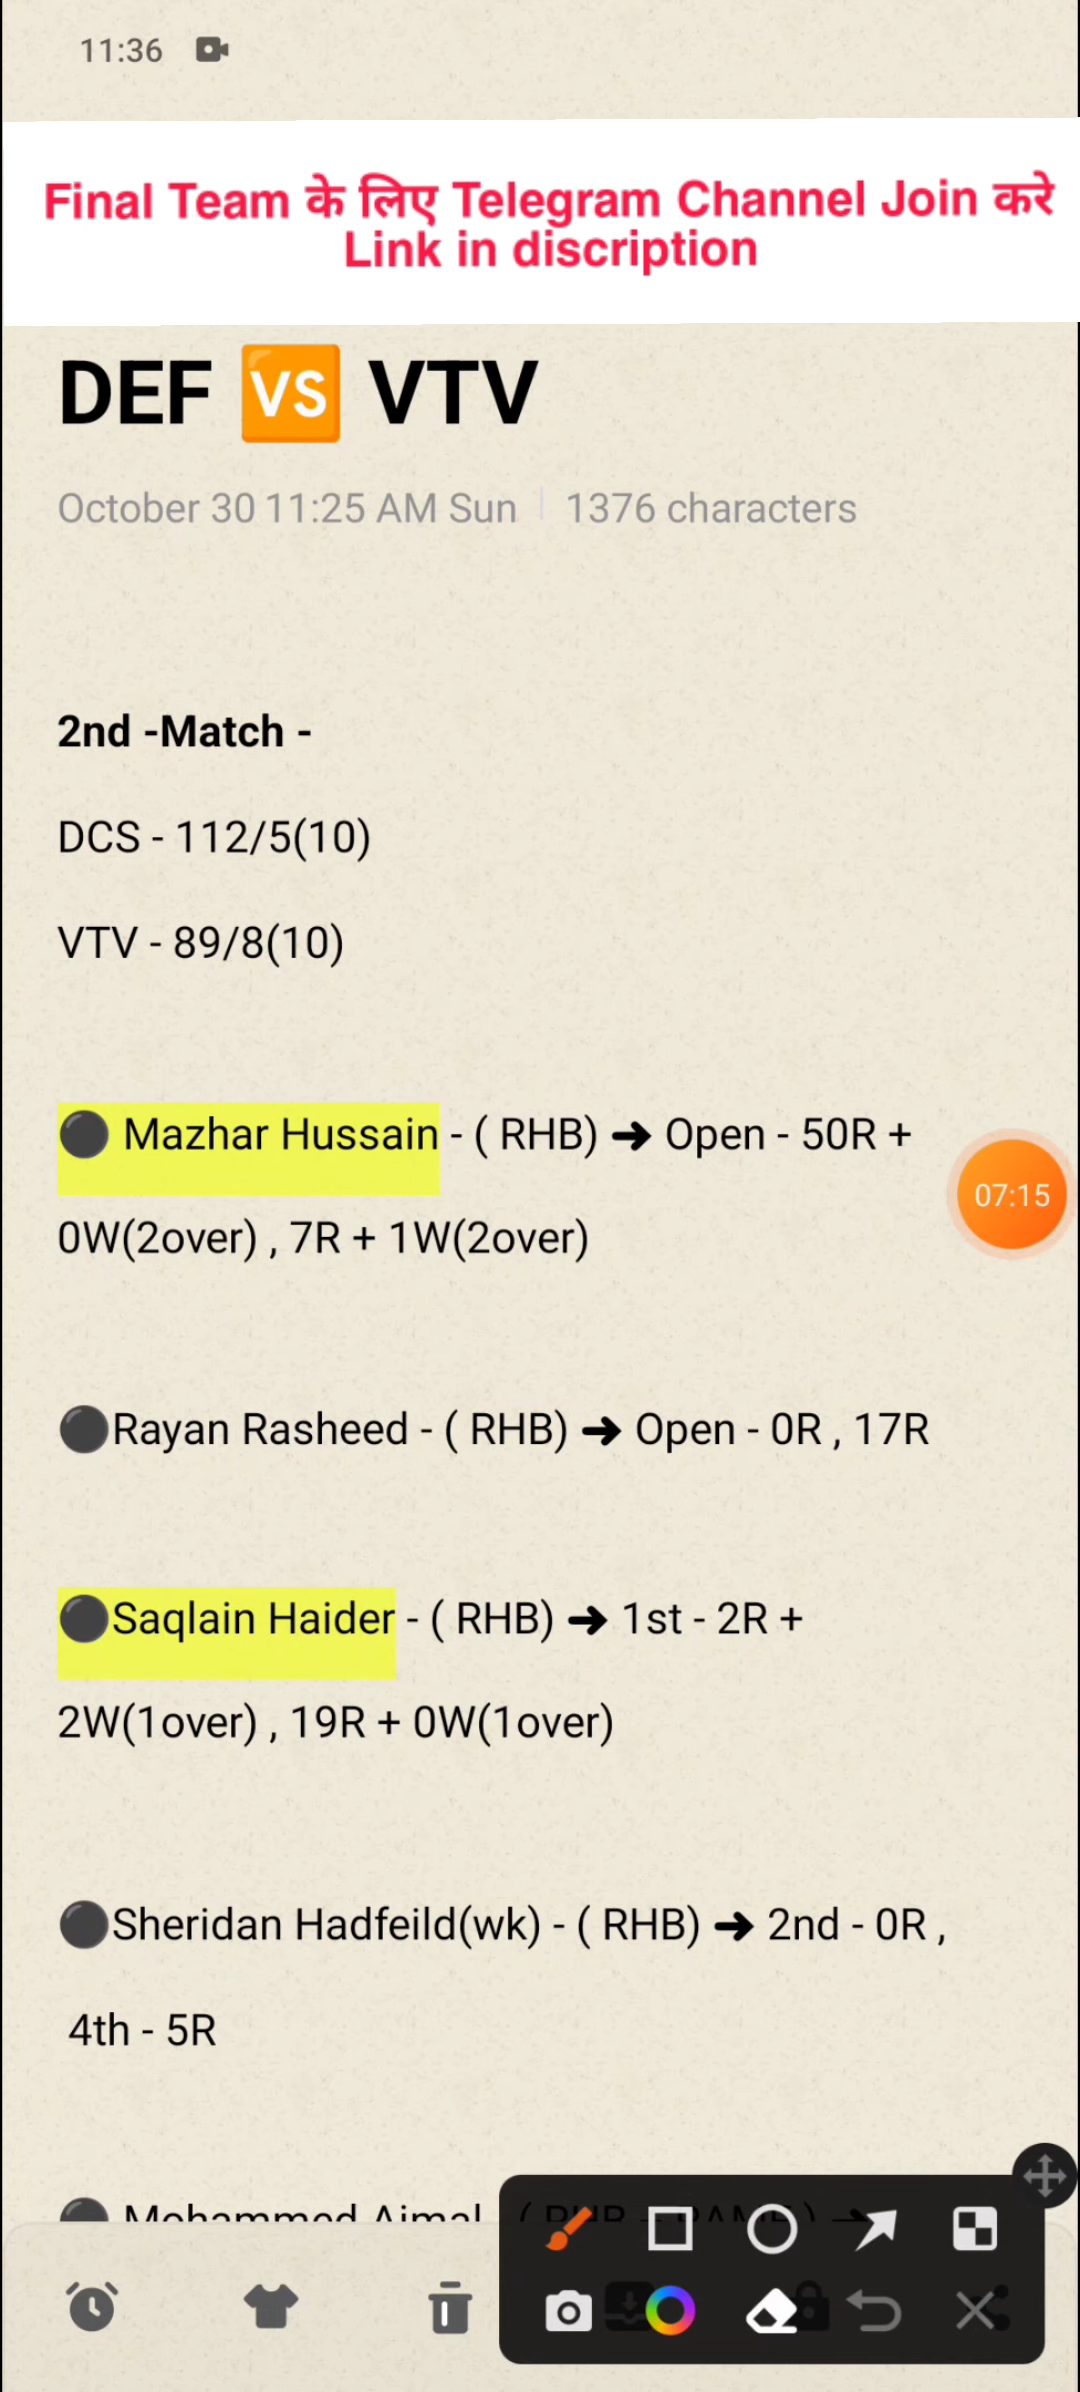 11:36
Final Team के लिए Telegram Channel Join करे
Link in discription
DEF VS VTV
October 30 11:25 AM Sun | 1376 characters
2nd -Match -
DCS - 112/5(10)
VTV - 89/8(10)
⚫ Mazhar Hussain - ( RHB) ➜ Open - 50R +
0W(2over) , 7R + 1W(2over)
07:15
⚫Rayan Rasheed - ( RHB) ➜ Open - 0R , 17R
⚫Saqlain Haider - ( RHB) ➜ 1st - 2R +
2W(1over) , 19R + 0W(1over)
⚫Sheridan Hadfeild(wk) - ( RHB) ➜ 2nd - 0R ,
4th - 5R
⚫ Mohammed Ajmal